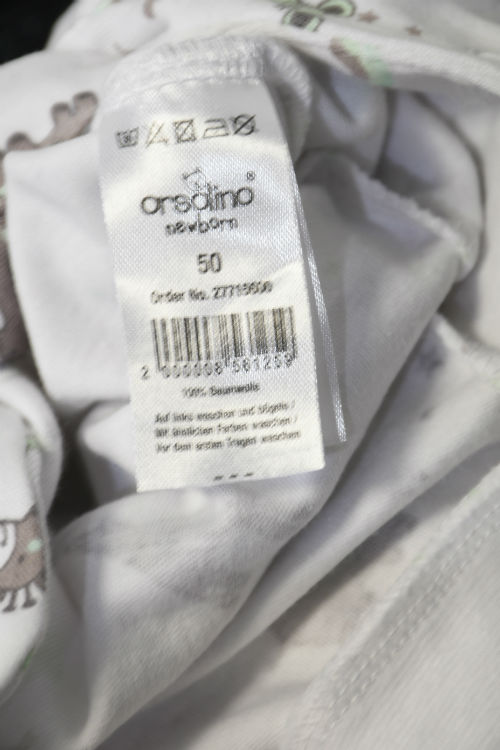 orsolino®
newborn
50
Order No. 27715600
2 000008 561259
100% Baumwolle
Auf links waschen und bügeln /
Mit ähnlichen Farben waschen /
Vor dem ersten Tragen waschen